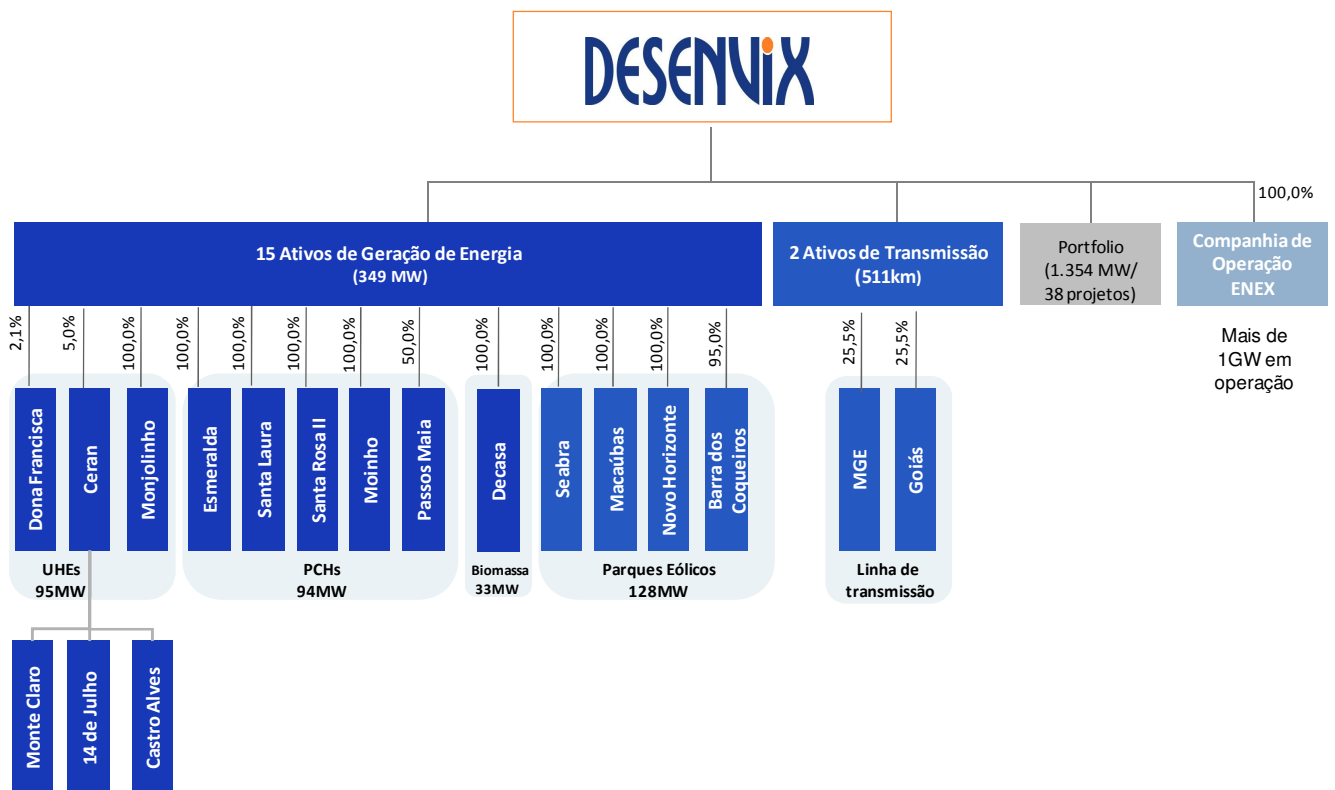 DESENVIX
100,0%
15 Ativos de Geração de Energia
(349 MW)
2 Ativos de Transmissão
(511km)
Portfolio
(1.354 MW/
38 projetos)
Companhia de
Operação
ENEX
Mais de
1GW em
operação
2,1%
5,0%
100,0%
100,0%
100,0%
100,0%
100,0%
50,0%
100,0%
100,0%
100,0%
100,0%
95,0%
25,5%
25,5%
Dona Francisca
Ceran
Monjolinho
Esmeralda
Santa Laura
Santa Rosa II
Moinho
Passos Maia
Decasa
Seabra
Macaúbas
Novo Horizonte
Barra dos
Coqueiros
MGE
Goiás
UHEs
95MW
PCHs
94MW
Biomassa
33MW
Parques Eólicos
128MW
Linha de
transmissão
Monte Claro
14 de Julho
Castro Alves